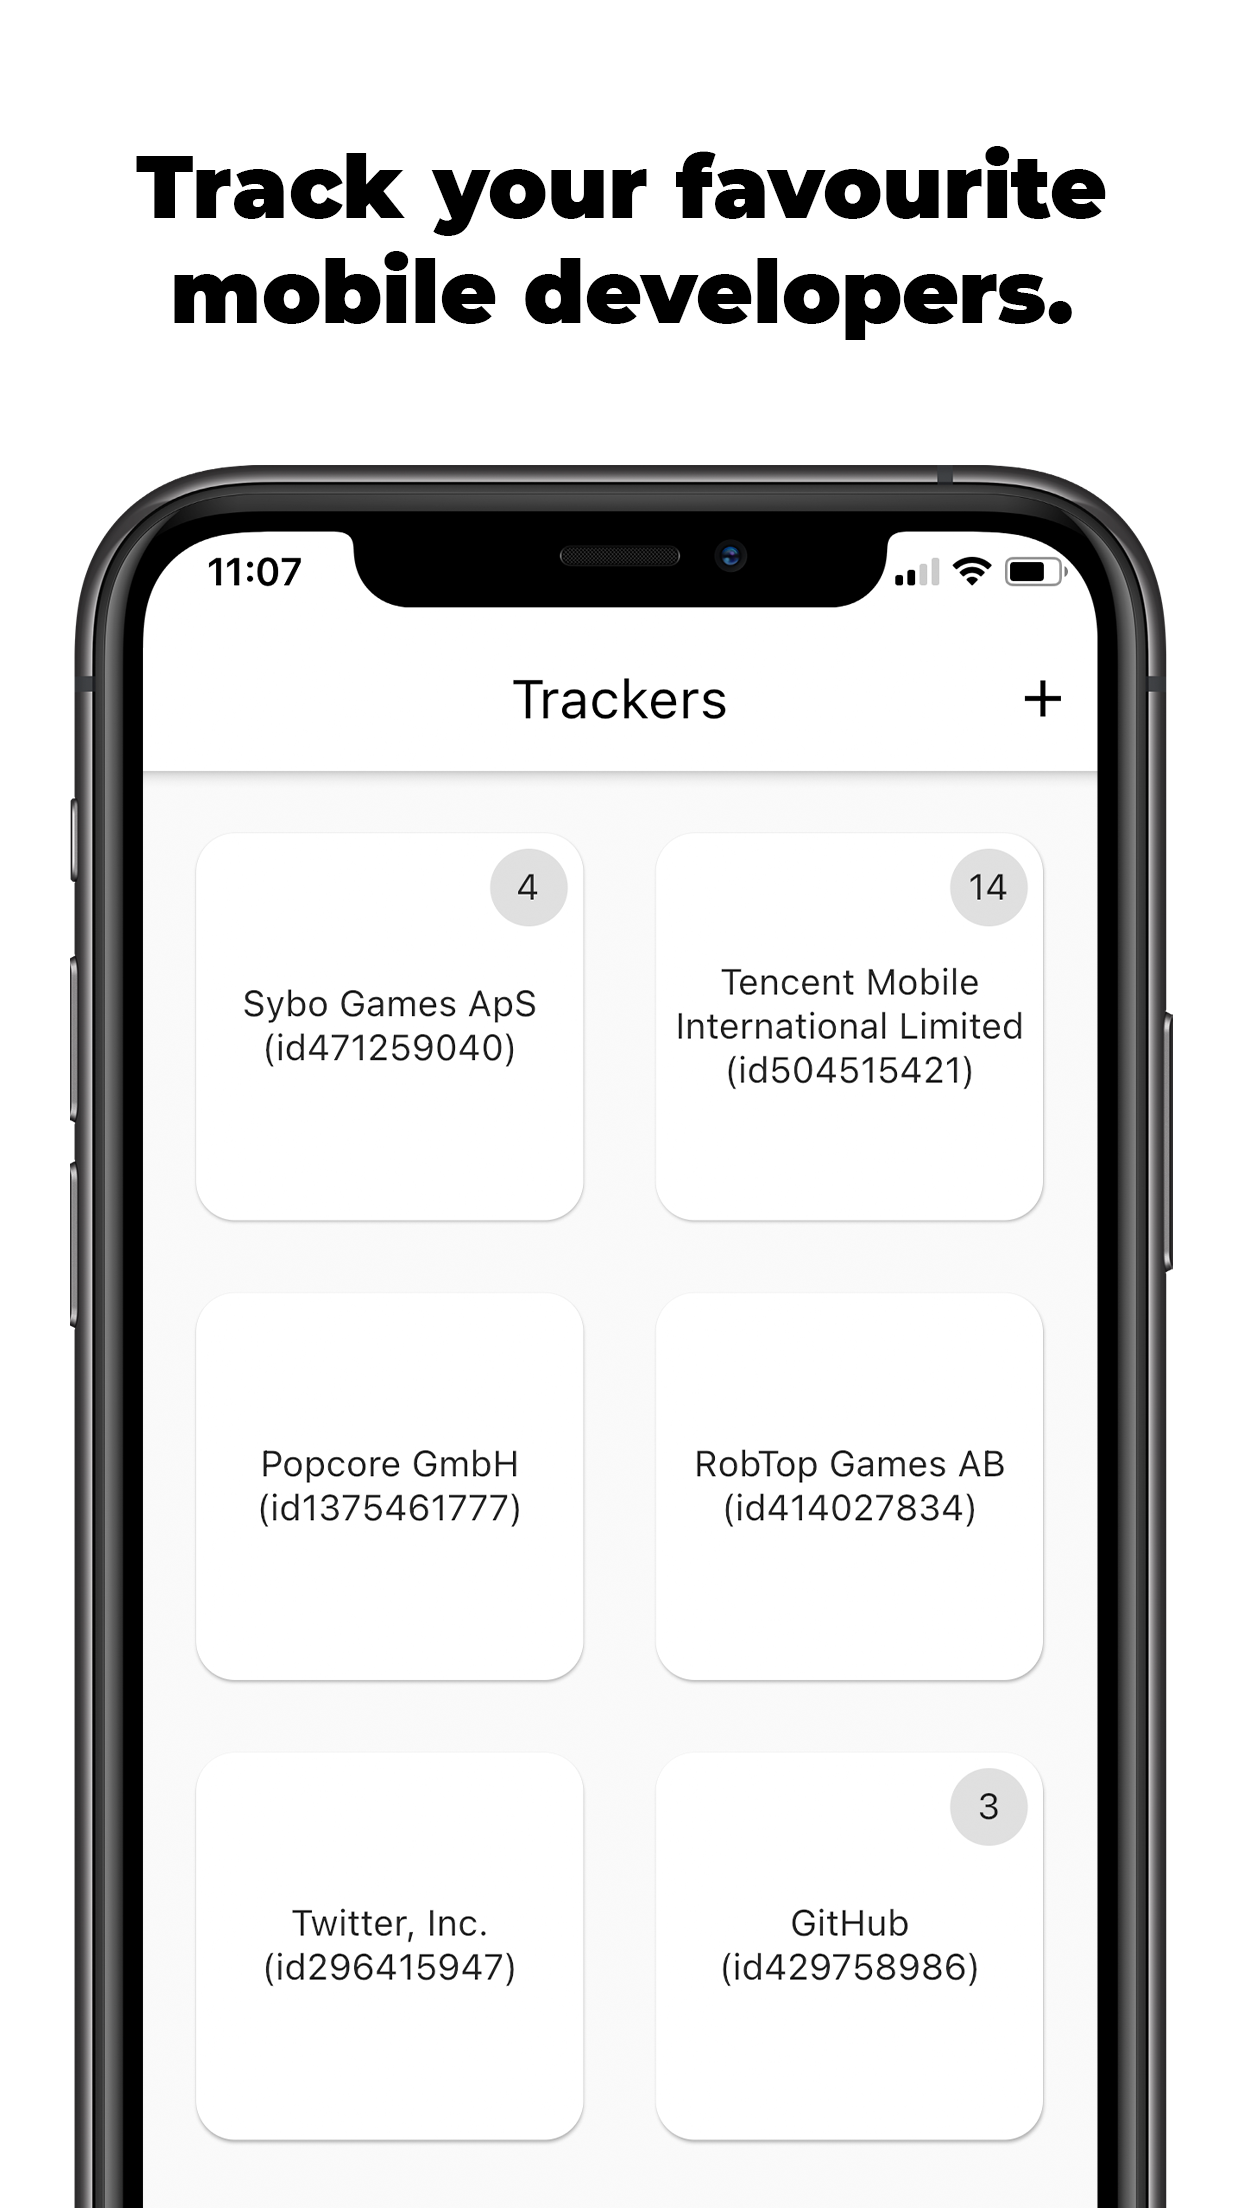 Track your favourite
mobile developers.
11:07
Trackers
+
4
Sybo Games ApS
(id471259040)
14
Tencent Mobile
International Limited
(id504515421)
Popcore GmbH
(id1375461777)
RobTop Games AB
(id414027834)
Twitter, Inc.
(id296415947)
3
GitHub
(id429758986)